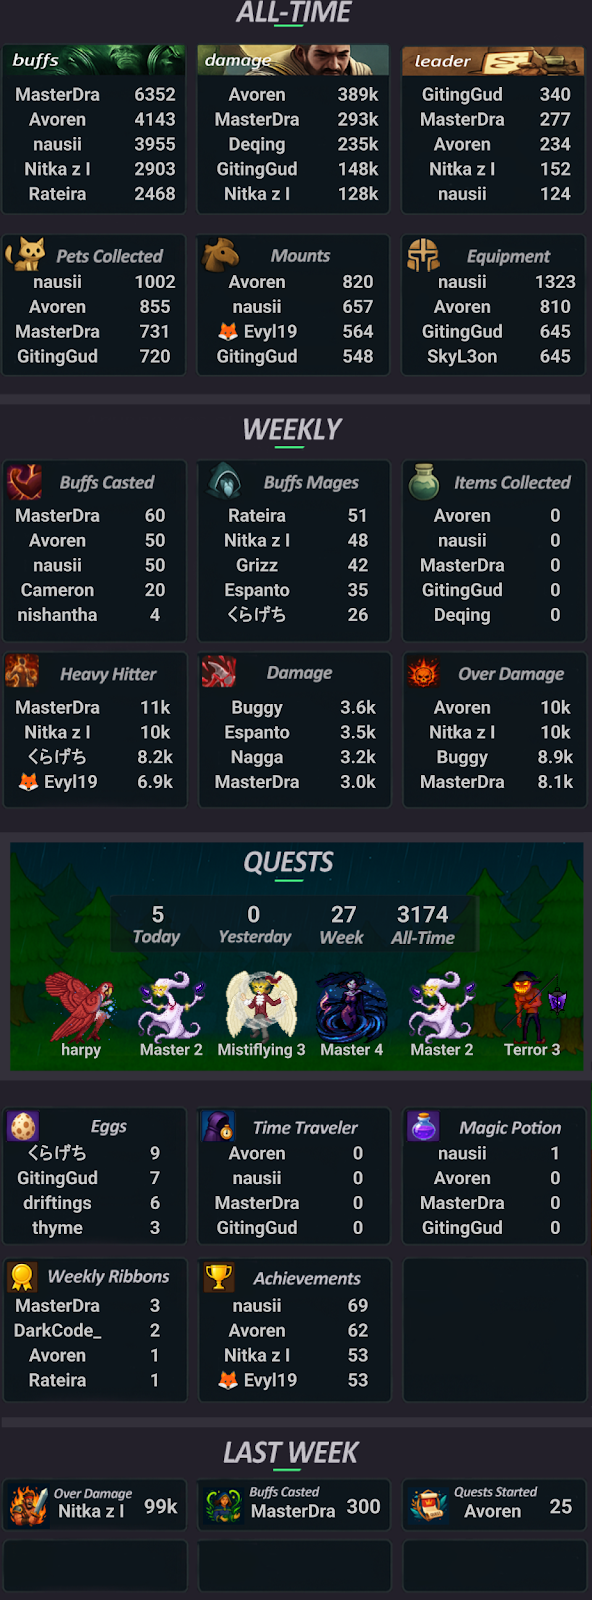 ALL-TIME
buffs
MasterDra 6352
Avoren 4143
nausii 3955
Nitka z I 2903
Rateira 2468
damage
Avoren 389k
MasterDra 293k
Deqing 235k
GitingGud 148k
Nitka z I 128k
leader
GitingGud 340
MasterDra 277
Avoren 234
Nitka z I 152
nausii 124
Pets Collected
nausii 1002
Avoren 855
MasterDra 731
GitingGud 720
Mounts
Avoren 820
nausii 657
🦊 Evyl19 564
GitingGud 548
Equipment
nausii 1323
Avoren 810
GitingGud 645
SkyL3on 645
WEEKLY
Buffs Casted
MasterDra 60
Avoren 50
nausii 50
Cameron 20
nishantha 4
Buffs Mages
Rateira 51
Nitka z I 48
Grizz 42
Espanto 35
くらげち 26
Items Collected
Avoren 0
nausii 0
MasterDra 0
GitingGud 0
Deqing 0
Heavy Hitter
MasterDra 11k
Nitka z I 10k
くらげち 8.2k
🦊 Evyl19 6.9k
Damage
Buggy 3.6k
Espanto 3.5k
Nagga 3.2k
MasterDra 3.0k
Over Damage
Avoren 10k
Nitka z I 10k
Buggy 8.9k
MasterDra 8.1k
QUESTS
5 0 27 3174
Today Yesterday Week All-Time
harpy Master 2 Mistiflying 3 Master 4 Master 2 Terror 3
Eggs
くらげち 9
GitingGud 7
driftings 6
thyme 3
Time Traveler
Avoren 0
nausii 0
MasterDra 0
GitingGud 0
Magic Potion
nausii 1
Avoren 0
MasterDra 0
GitingGud 0
Weekly Ribbons
MasterDra 3
DarkCode_ 2
Avoren 1
Rateira 1
Achievements
nausii 69
Avoren 62
Nitka z I 53
🦊 Evyl19 53
LAST WEEK
Over Damage
Nitka z I 99k
Buffs Casted
MasterDra 300
Quests Started
Avoren 25